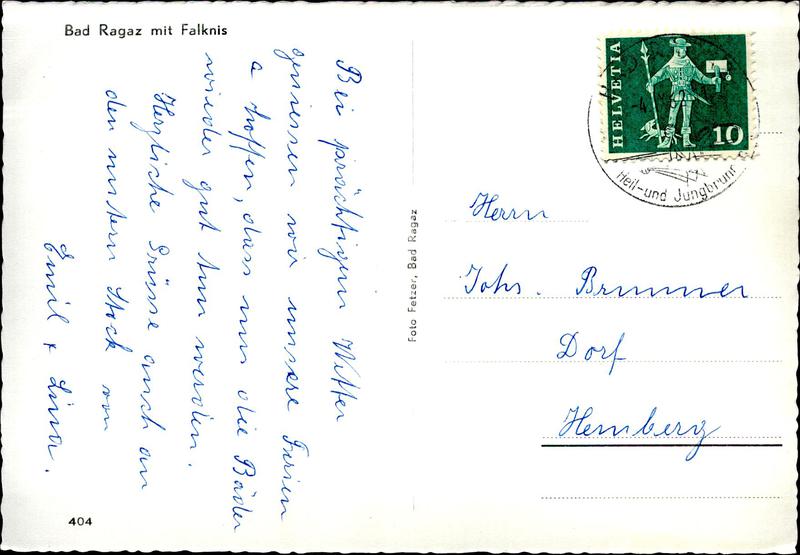 Bad Ragaz mit Falknis
Bei prächtigem Wetter
geniessen wir unsere Ferien
& hoffen, dass uns die Bäder
wieder gut tun werden.
Herzliche Grüsse auch an
den untern Stock von
Emil + Lina.
404
Foto Fetzer, Bad Ragaz
HELVETIA
10
Heil- und Jungbrunn
Herrn
Johs. Brunner
Dorf
Hemberg